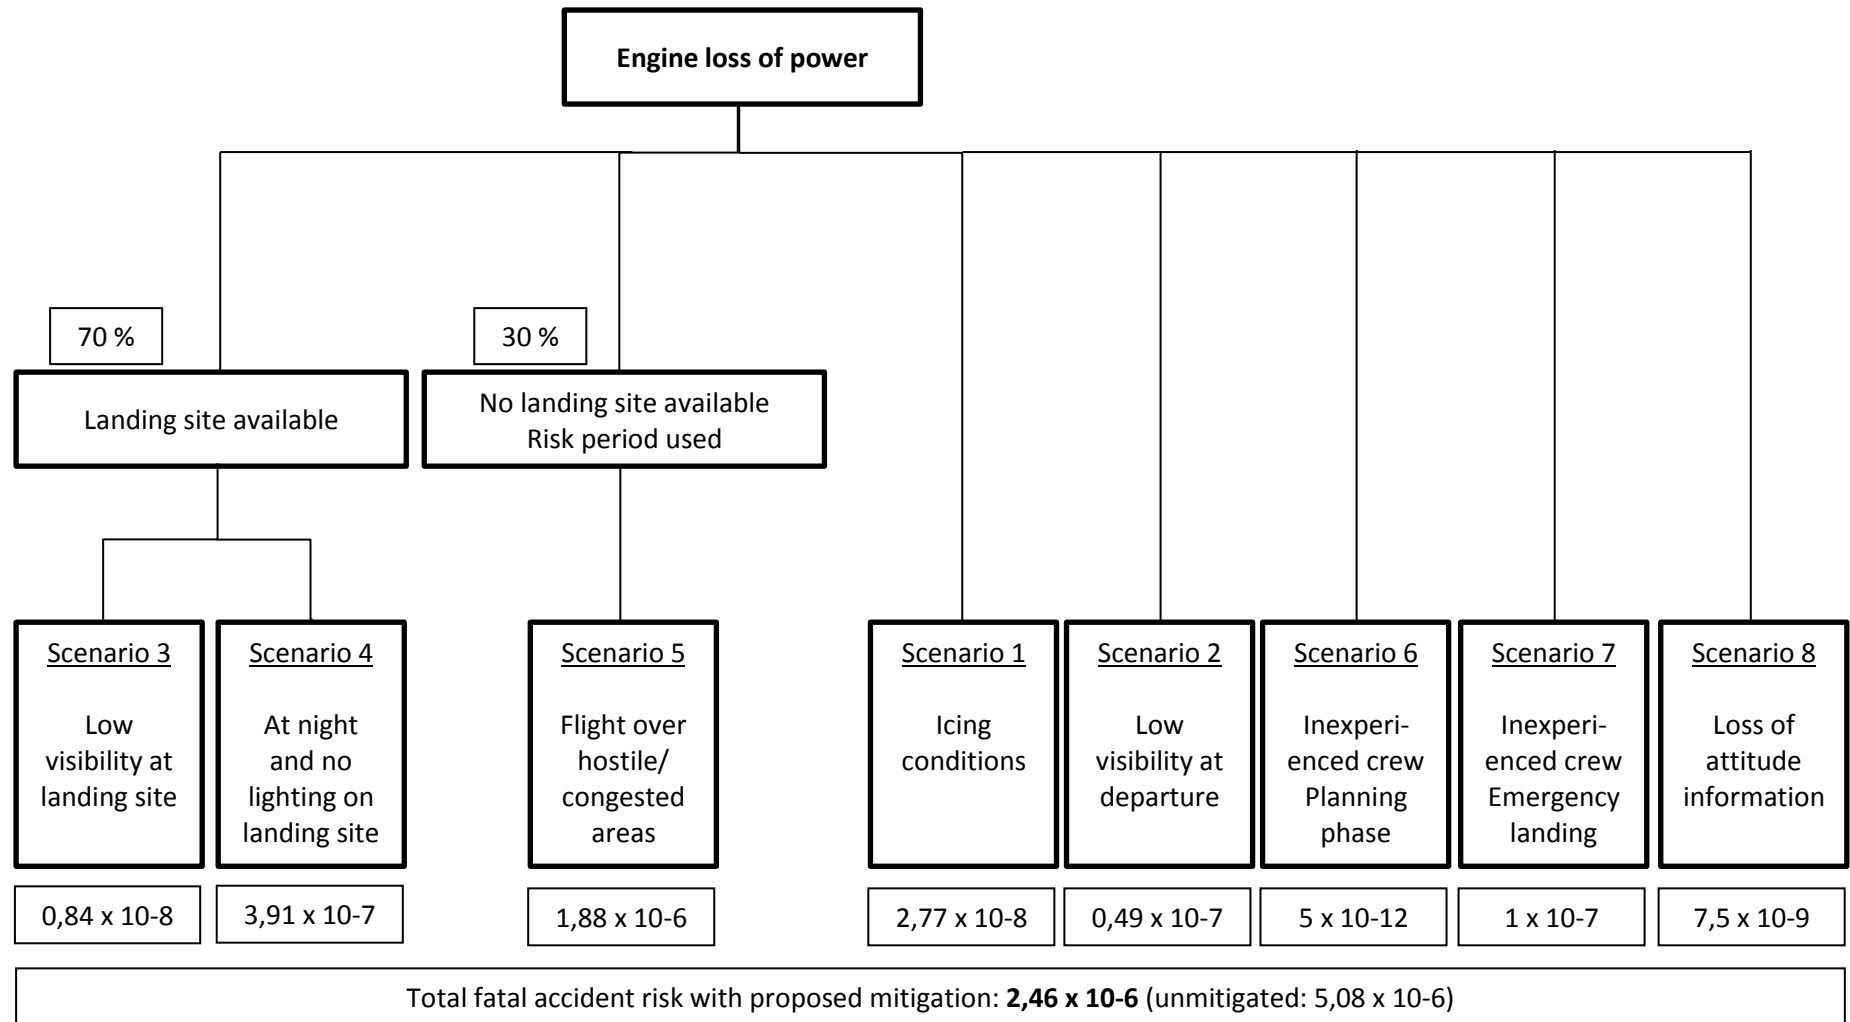 Engine loss of power
70 %
30 %
Landing site available
No landing site available
Risk period used
Scenario 3
Low
visibility at
landing site
Scenario 4
At night
and no
lighting on
landing site
Scenario 5
Flight over
hostile/
congested
areas
Scenario 1
Icing
conditions
Scenario 2
Low
visibility at
departure
Scenario 6
Inexperi-
enced crew
Planning
phase
Scenario 7
Inexperi-
enced crew
Emergency
landing
Scenario 8
Loss of
attitude
information
0,84 x 10-8
3,91 x 10-7
1,88 x 10-6
2,77 x 10-8
0,49 x 10-7
5 x 10-12
1 x 10-7
7,5 x 10-9
Total fatal accident risk with proposed mitigation: 2,46 x 10-6 (unmitigated: 5,08 x 10-6)